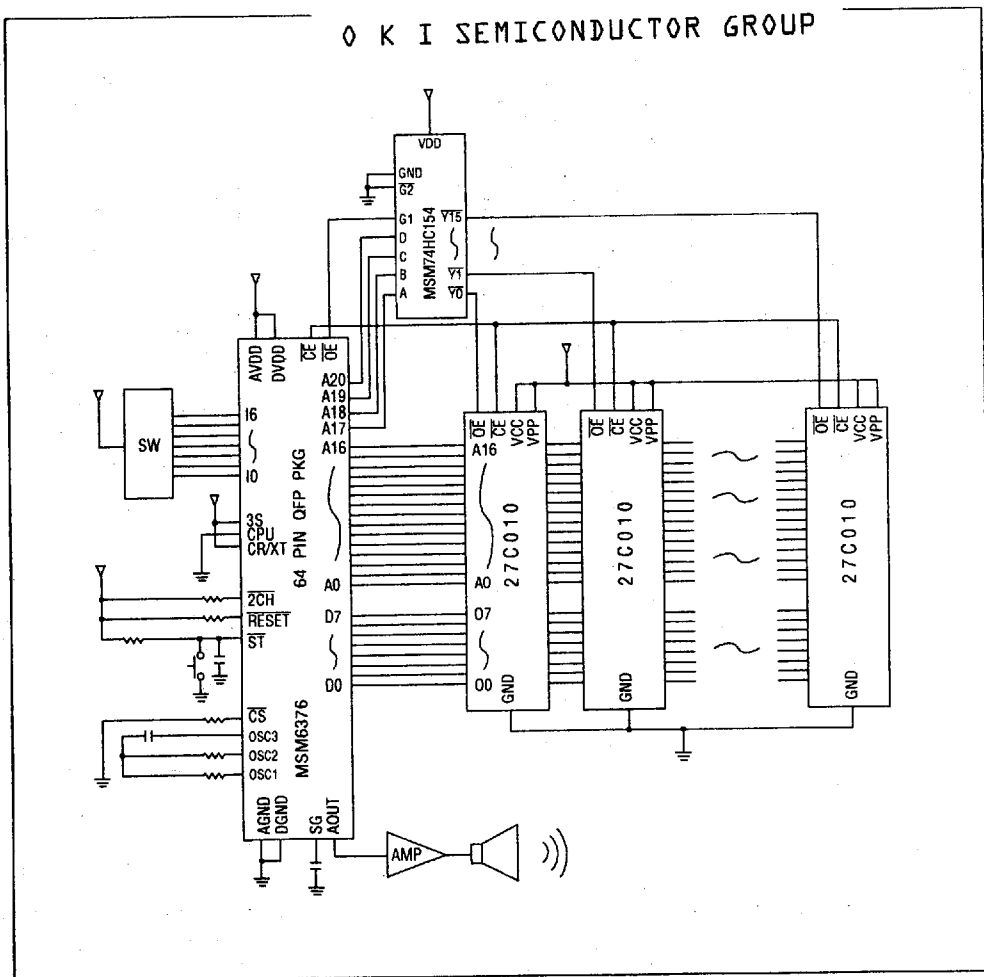 O K I SEMICONDUCTOR GROUP
VDD
GND
G2
G1
D
C
B
A
Y15
Y1
Y0
MSM74HC154
AVDD
DVDD
CE
OE
A20
A19
A18
A17
A16
A0
D7
D0
SW
I6
I0
3S
CPU
CR/XT
2CH
RESET
ST
CS
OSC3
OSC2
OSC1
AGND
DGND
SG
AOUT
64 PIN QFP PKG
MSM6376
OE
CE
VCC
VPP
A16
A0
O7
O0
GND
27C010
OE
CE
VCC
VPP
27C010
GND
OE
CE
VCC
VPP
27C010
GND
AMP